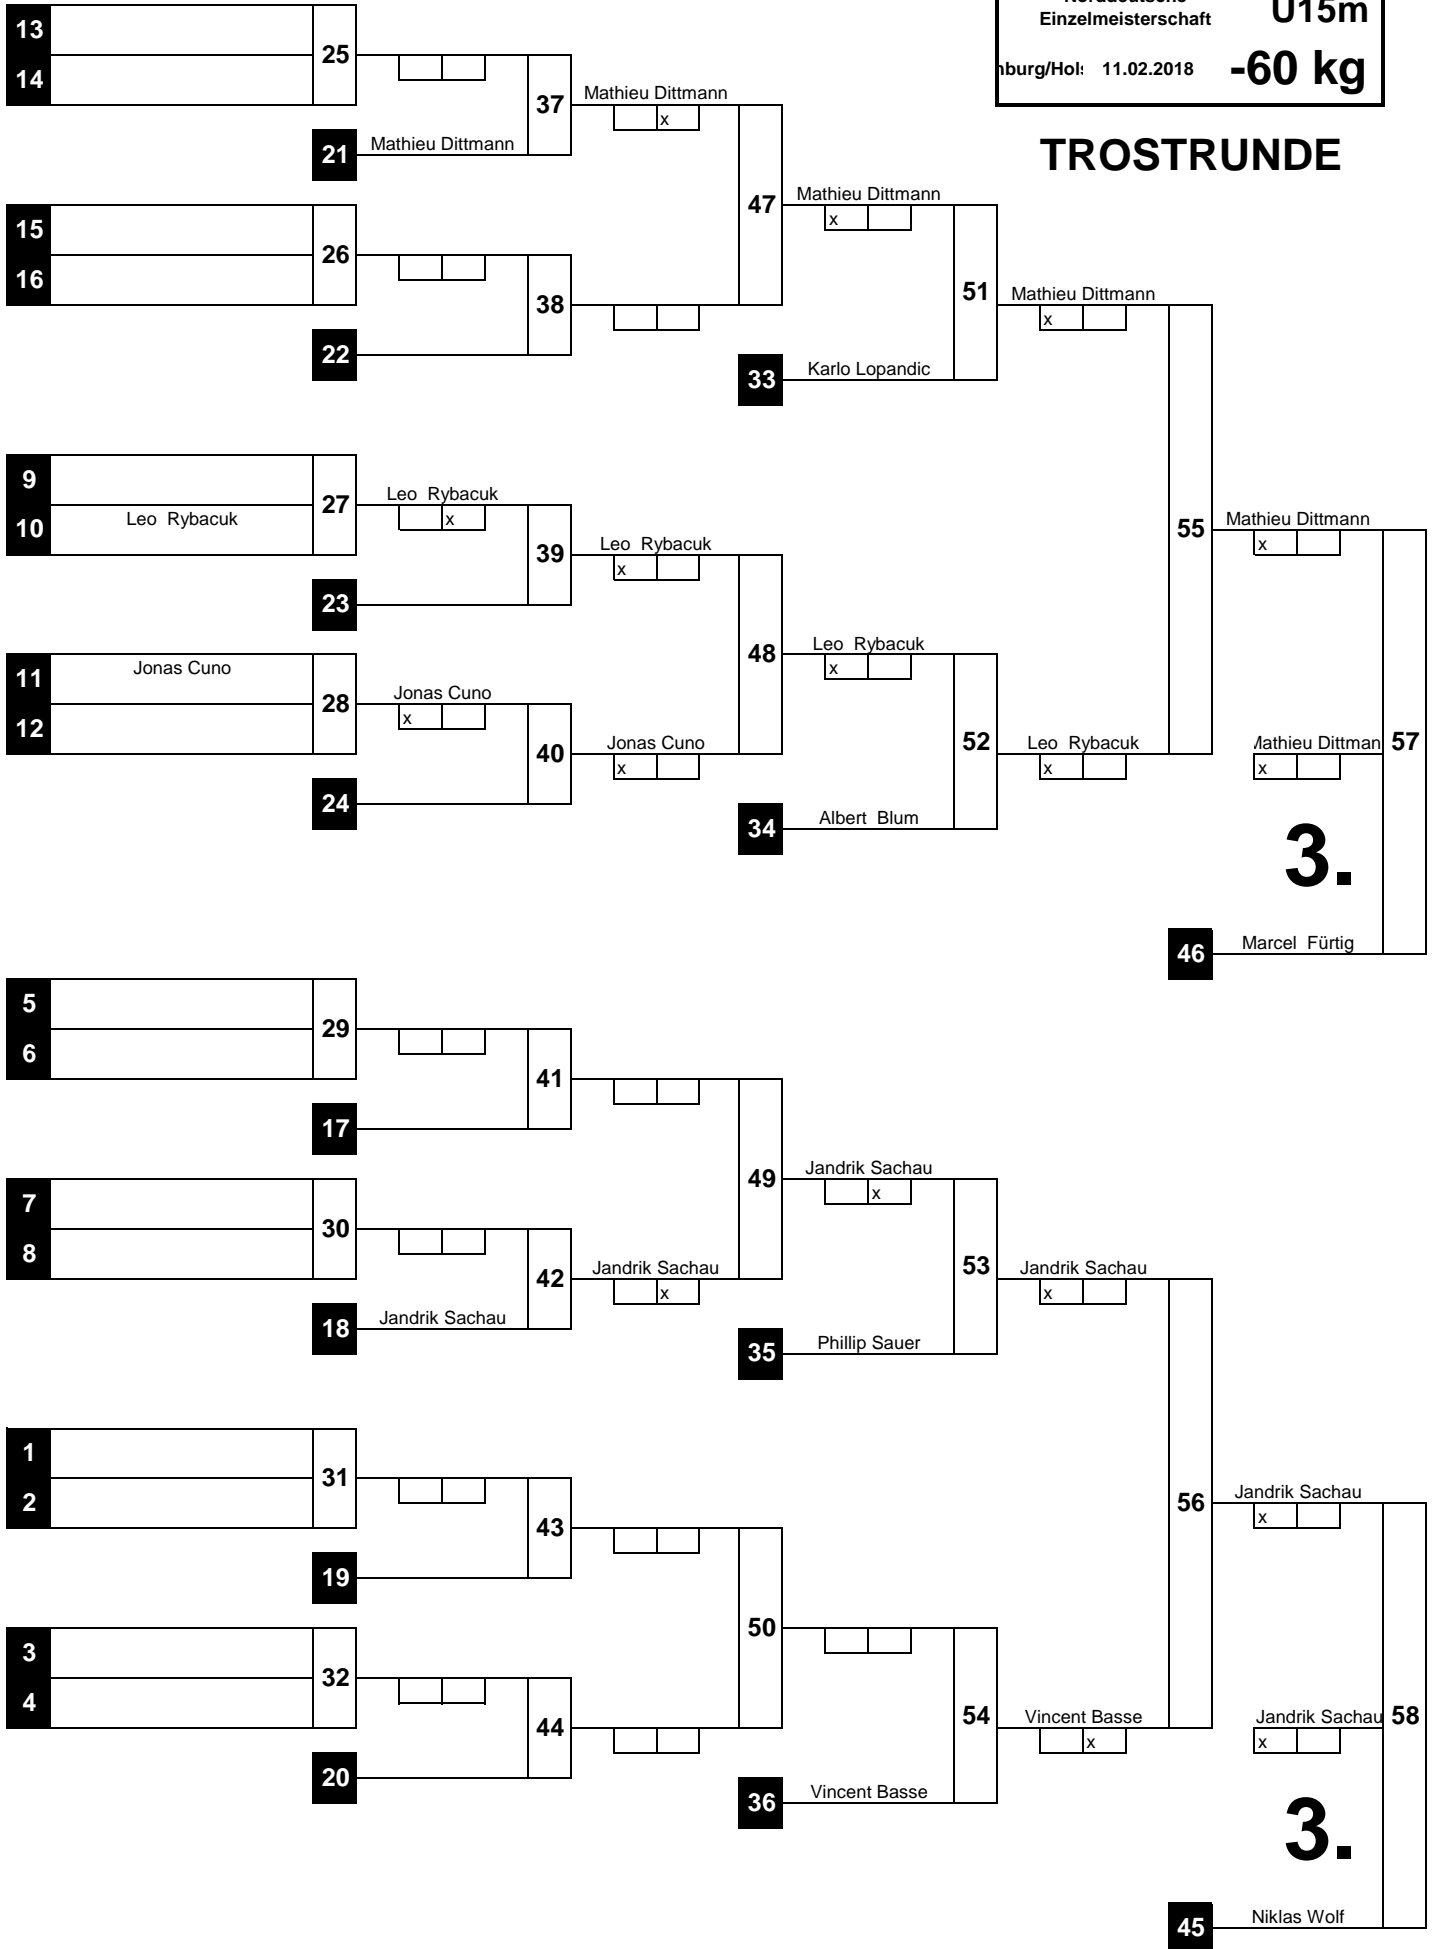 Einzelmeisterschaft
U15m
11.02.2018
-60 kg
TROSTRUNDE
13
14
25
37
Mathieu Dittmann
x
21
Mathieu Dittmann
47
Mathieu Dittmann
x
15
16
26
38
51
Mathieu Dittmann
x
22
33
Karlo Lopandic
9
10
Leo Rybacuk
27
Leo Rybacuk
x
39
Leo Rybacuk
x
55
Mathieu Dittmann
x
23
48
Leo Rybacuk
x
11
12
Jonas Cuno
28
Jonas Cuno
x
40
Jonas Cuno
x
52
Leo Rybacuk
x
Mathieu Dittman
x
57
24
34
Albert Blum
3.
46
Marcel Fürtig
5
6
29
41
17
49
Jandrik Sachau
x
7
8
30
42
Jandrik Sachau
x
53
Jandrik Sachau
x
18
Jandrik Sachau
35
Phillip Sauer
1
2
31
43
56
Jandrik Sachau
x
19
50
3
4
32
44
54
Vincent Basse
x
Jandrik Sachau
x
58
20
36
Vincent Basse
3.
45
Niklas Wolf